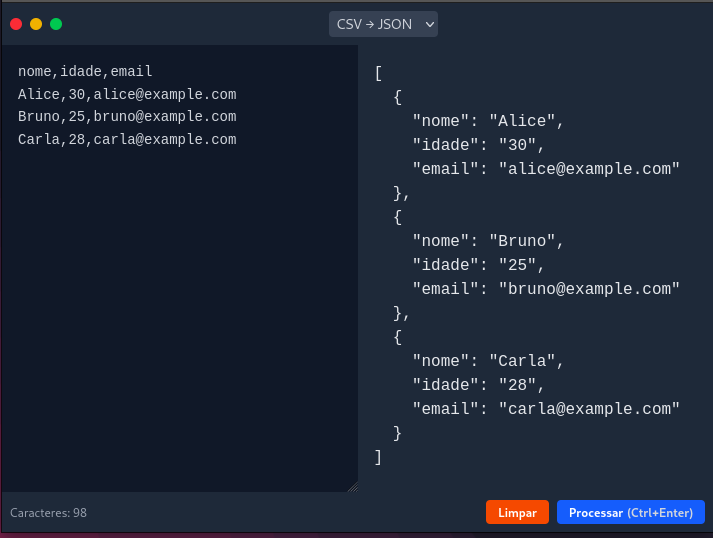 CSV → JSON
nome,idade,email
Alice,30,alice@example.com
Bruno,25,bruno@example.com
Carla,28,carla@example.com
[
  {
    "nome": "Alice",
    "idade": "30",
    "email": "alice@example.com"
  },
  {
    "nome": "Bruno",
    "idade": "25",
    "email": "bruno@example.com"
  },
  {
    "nome": "Carla",
    "idade": "28",
    "email": "carla@example.com"
  }
]
Caracteres: 98
Limpar
Processar (Ctrl+Enter)